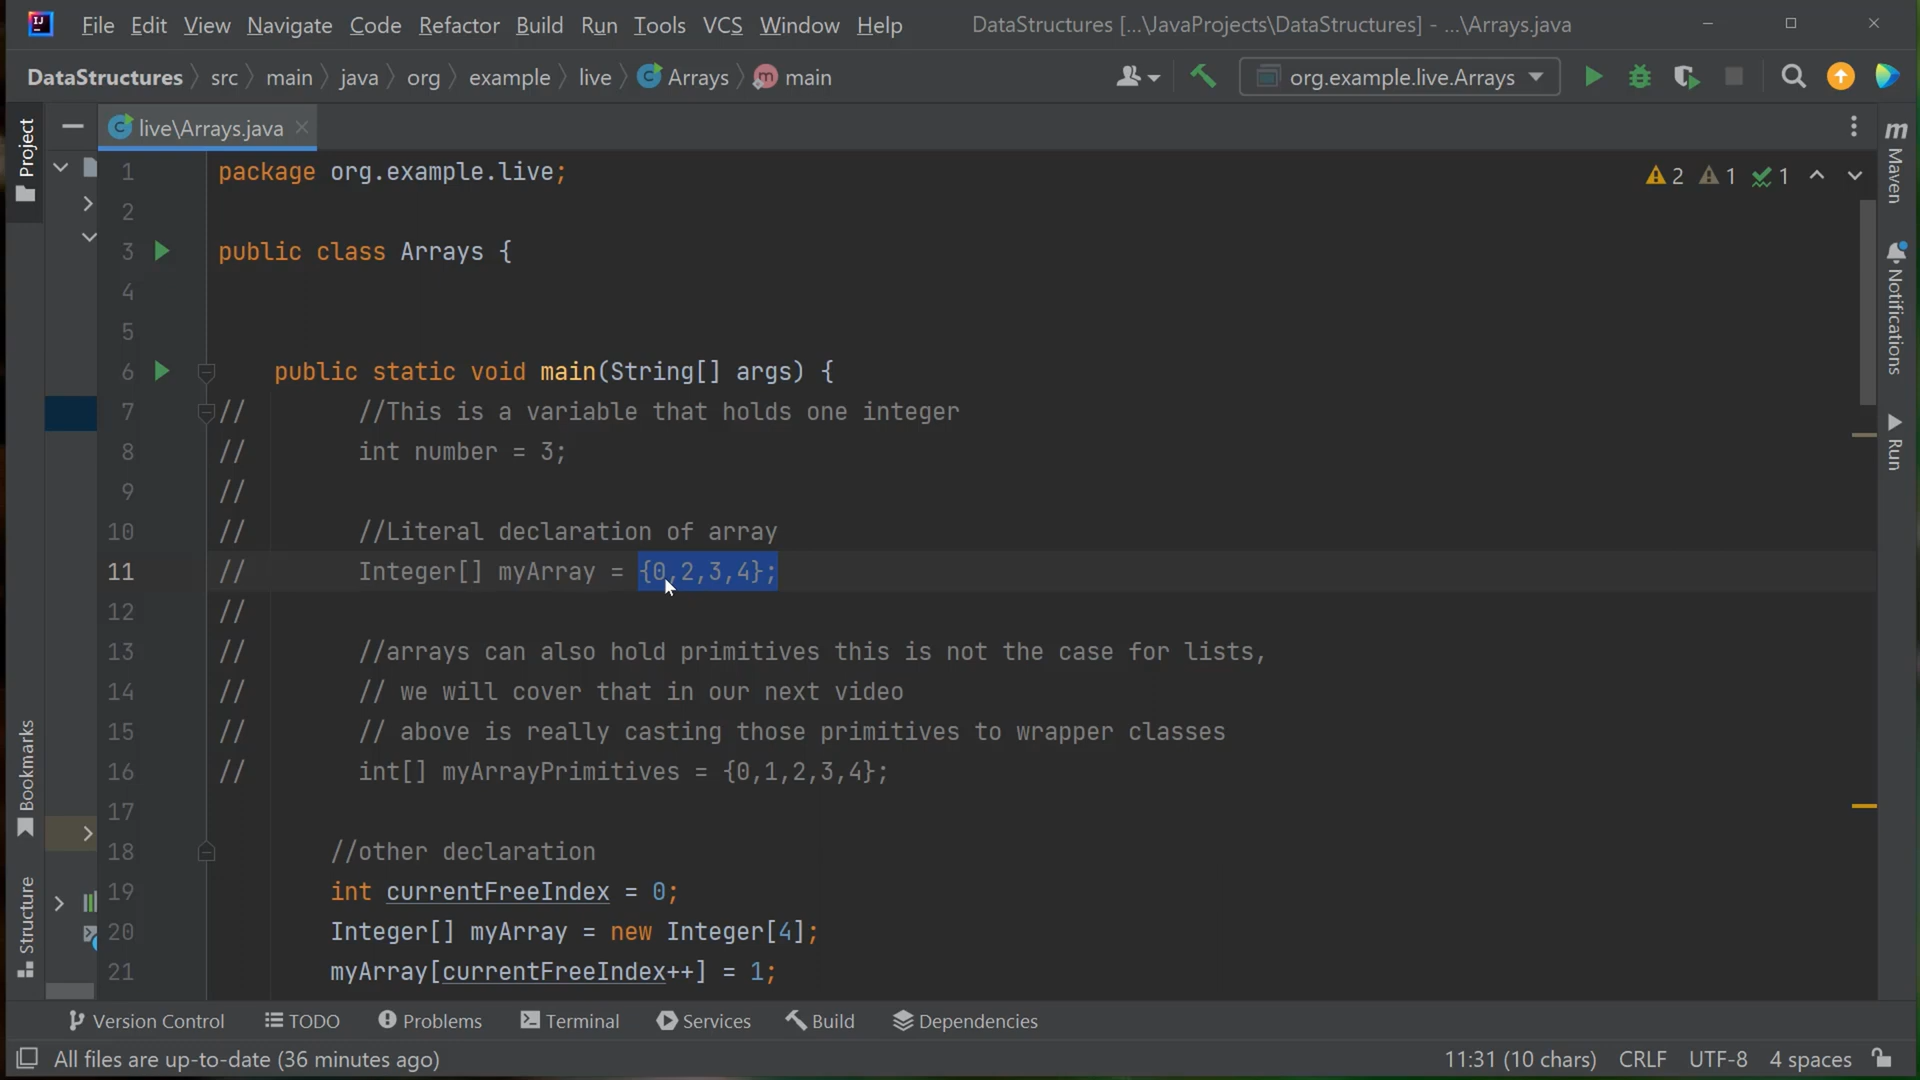 File Edit View Navigate Code Refactor Build Run Tools VCS Window Help DataStructures [...\JavaProjects\DataStructures] - ...\Arrays.java
DataStructures src main java org example live Arrays m main org.example.live.Arrays
live\Arrays.java
Project
Bookmarks
Structure
Maven
Notifications
Run
2 1 1
1 package org.example.live;
2
3 public class Arrays {
4
5
6 public static void main(String[] args) {
7 // //This is a variable that holds one integer
8 // int number = 3;
9 //
10 // //Literal declaration of array
11 // Integer[] myArray = {0,2,3,4};
12 //
13 // //arrays can also hold primitives this is not the case for lists,
14 // // we will cover that in our next video
15 // // above is really casting those primitives to wrapper classes
16 // int[] myArrayPrimitives = {0,1,2,3,4};
17
18 //other declaration
19 int currentFreeIndex = 0;
20 Integer[] myArray = new Integer[4];
21 myArray[currentFreeIndex++] = 1;
Version Control TODO Problems Terminal Services Build Dependencies
All files are up-to-date (36 minutes ago) 11:31 (10 chars) CRLF UTF-8 4 spaces